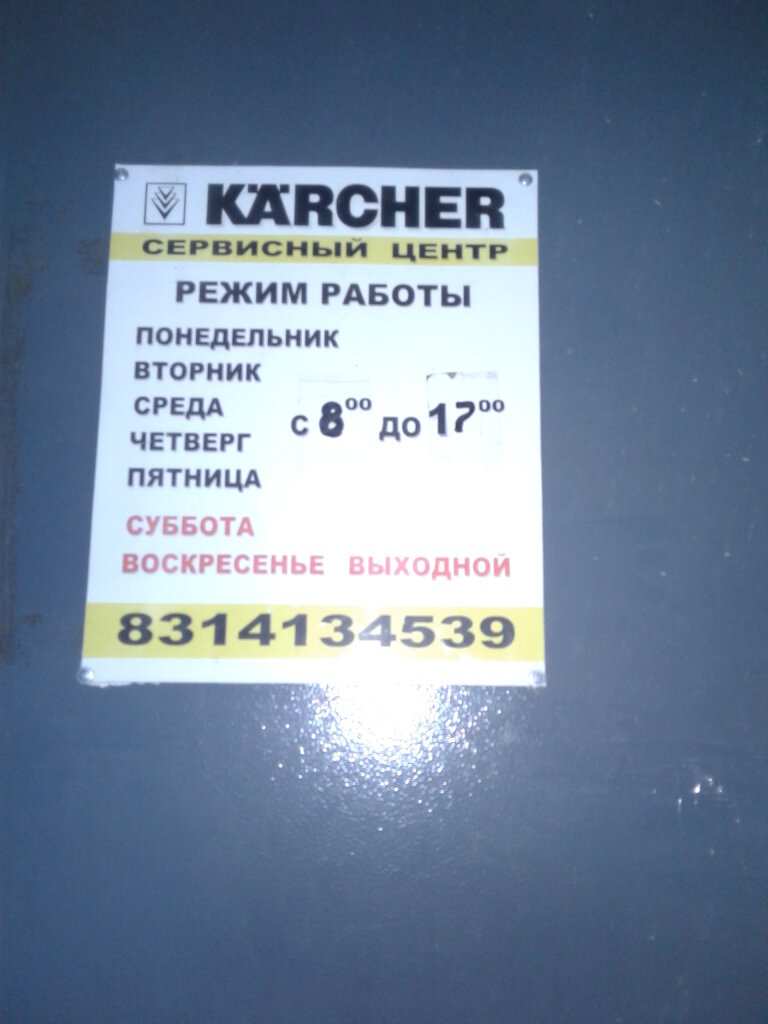 KÄRCHER
СЕРВИСНЫЙ ЦЕНТР
РЕЖИМ РАБОТЫ
ПОНЕДЕЛЬНИК
ВТОРНИК
СРЕДА
С 8⁰⁰ ДО 17⁰⁰
ЧЕТВЕРГ
ПЯТНИЦА
СУББОТА
ВОСКРЕСЕНЬЕ ВЫХОДНОЙ
8314134539